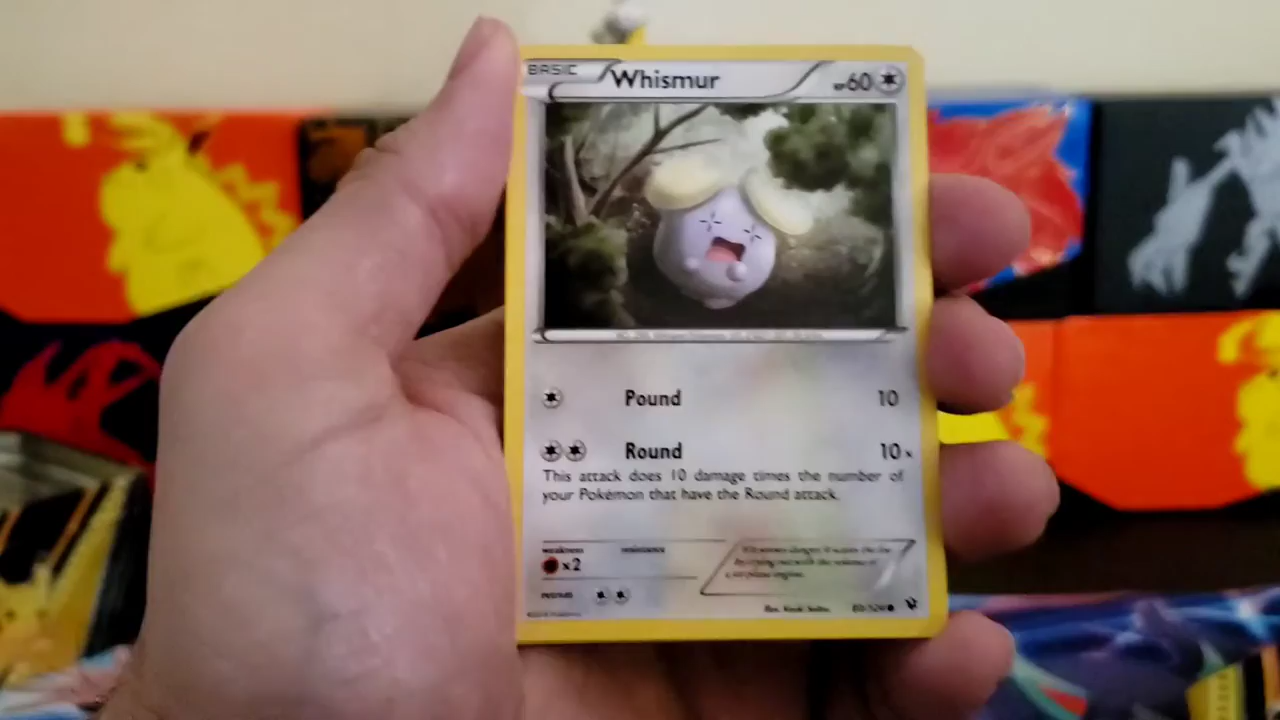 BASIC Whismur HP60
Pound 10
Round 10×
This attack does 10 damage times the number of
your Pokémon that have the Round attack.
weakness resistance
×2
retreat